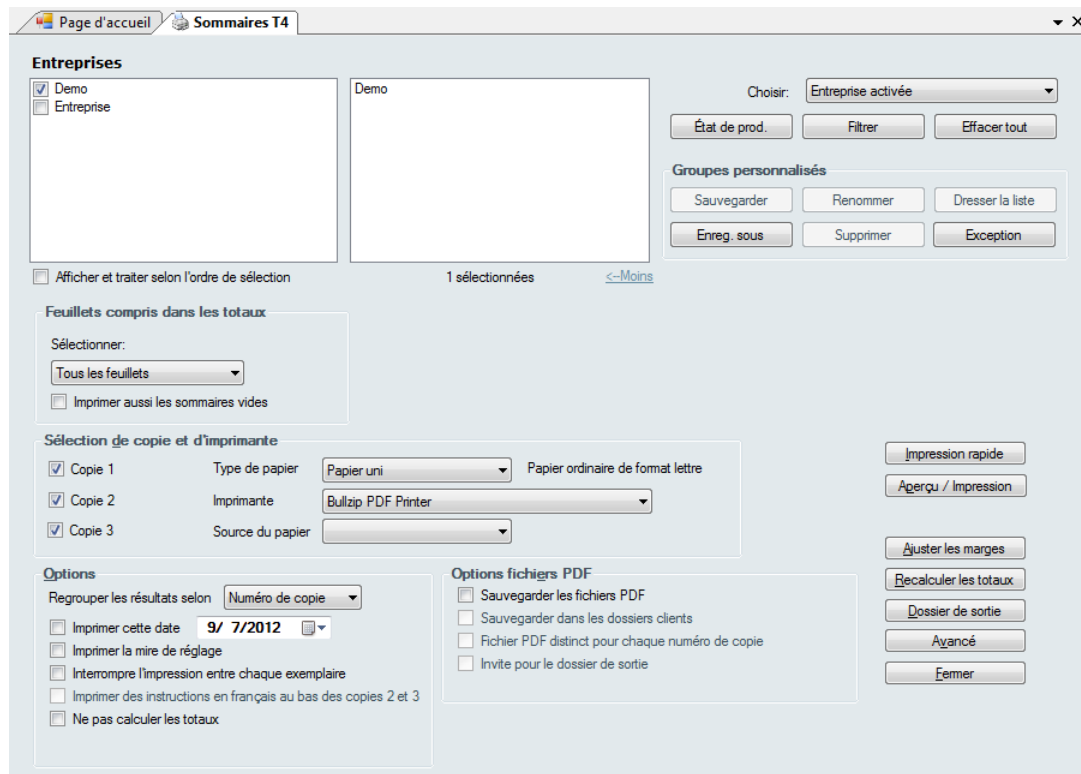 Page d'accueil Sommaires T4
Entreprises
Demo
Entreprise
Demo
Choisir: Entreprise activée
État de prod. Filtrer Effacer tout
Groupes personnalisés
Sauvegarder Renommer Dresser la liste
Enreg. sous Supprimer Exception
Afficher et traiter selon l'ordre de sélection 1 sélectionnées <--Moins
Feuillets compris dans les totaux
Sélectionner:
Tous les feuillets
Imprimer aussi les sommaires vides
Sélection de copie et d'imprimante
Copie 1 Type de papier Papier uni Papier ordinaire de format lettre
Copie 2 Imprimante Bullzip PDF Printer
Copie 3 Source du papier
Impression rapide
Aperçu / Impression
Ajuster les marges
Recalculer les totaux
Dossier de sortie
Avancé
Fermer
Options
Regrouper les résultats selon Numéro de copie
Imprimer cette date 9/ 7/2012
Imprimer la mire de réglage
Interrompre l'impression entre chaque exemplaire
Imprimer des instructions en français au bas des copies 2 et 3
Ne pas calculer les totaux
Options fichiers PDF
Sauvegarder les fichiers PDF
Sauvegarder dans les dossiers clients
Fichier PDF distinct pour chaque numéro de copie
Invite pour le dossier de sortie